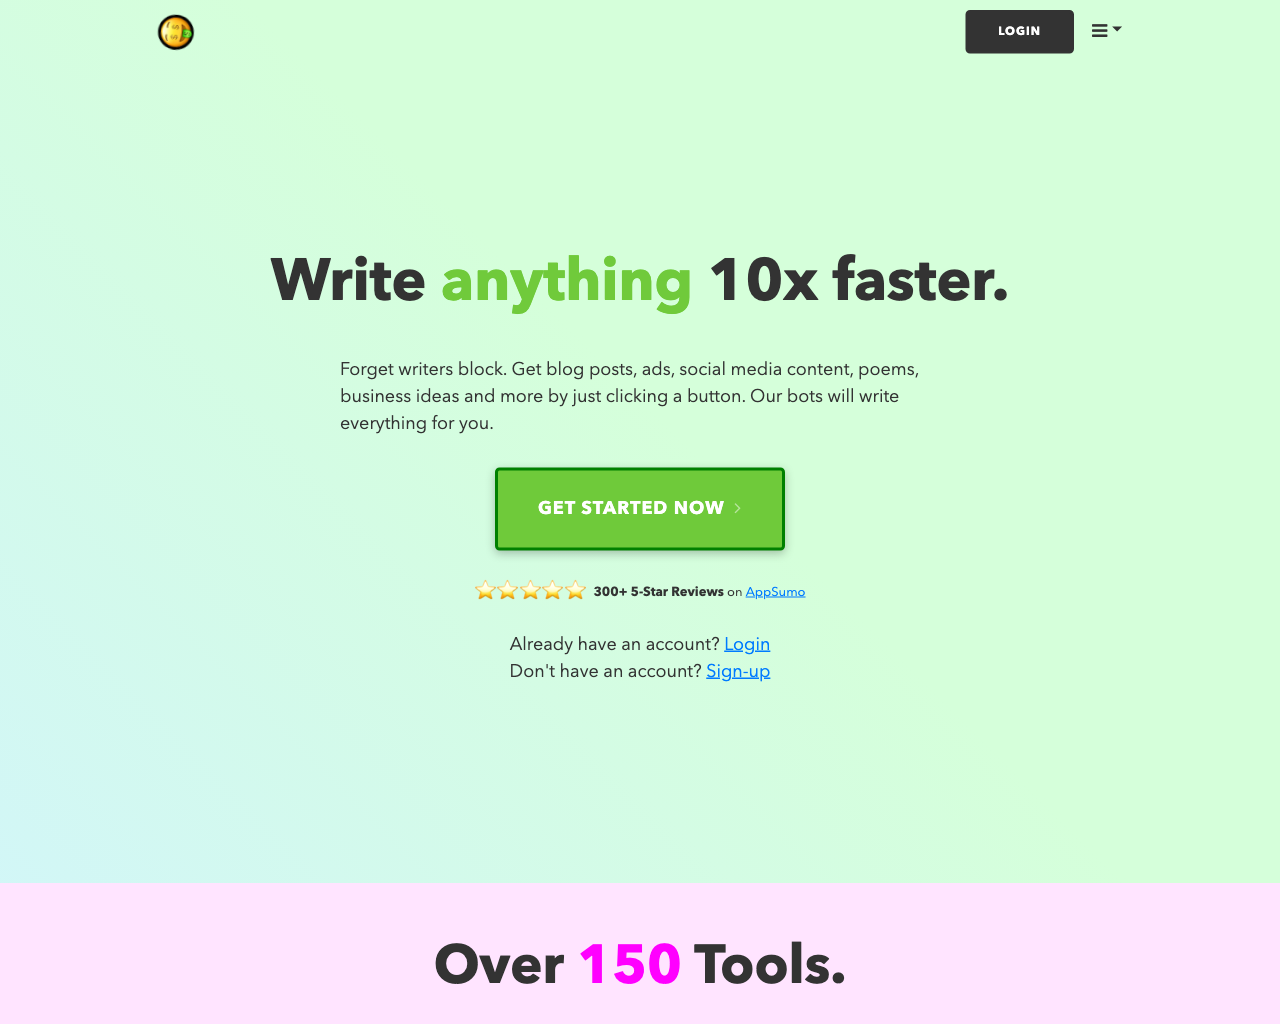 LOGIN
Write anything 10x faster.
Forget writers block. Get blog posts, ads, social media content, poems,
business ideas and more by just clicking a button. Our bots will write
everything for you.
GET STARTED NOW
300+ 5-Star Reviews on AppSumo
Already have an account? Login
Don't have an account? Sign-up
Over 150 Tools.